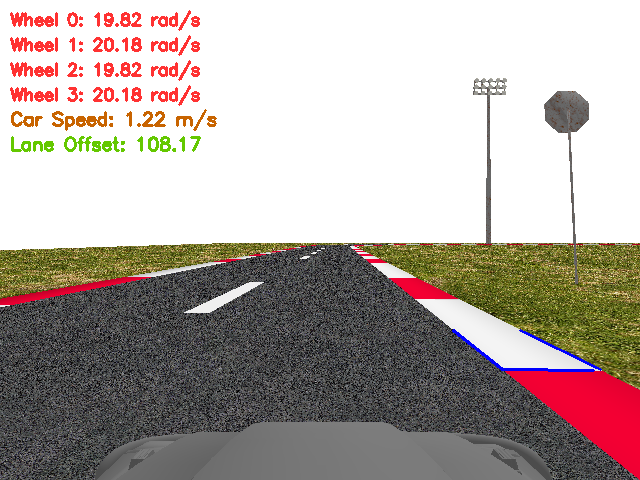 Wheel 0: 19.82 rad/s
Wheel 1: 20.18 rad/s
Wheel 2: 19.82 rad/s
Wheel 3: 20.18 rad/s
Car Speed: 1.22 m/s
Lane Offset: 108.17